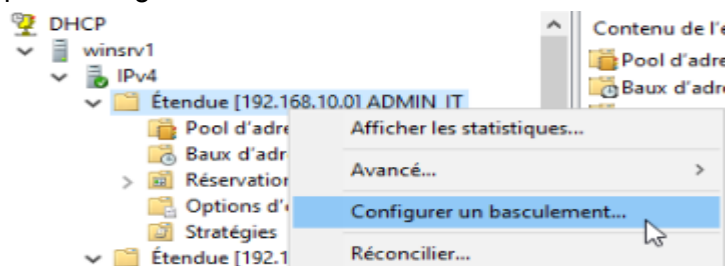 DHCP
winsrv1
IPv4
Étendue [192.168.10.0] ADMIN_IT
Pool d'adre
Baux d'adr
Réservation
Options d'
Stratégies
Étendue [192.1
Afficher les statistiques...
Avancé...
Configurer un basculement...
Réconcilier...
Contenu de l'é
Pool d'adre
Baux d'adre